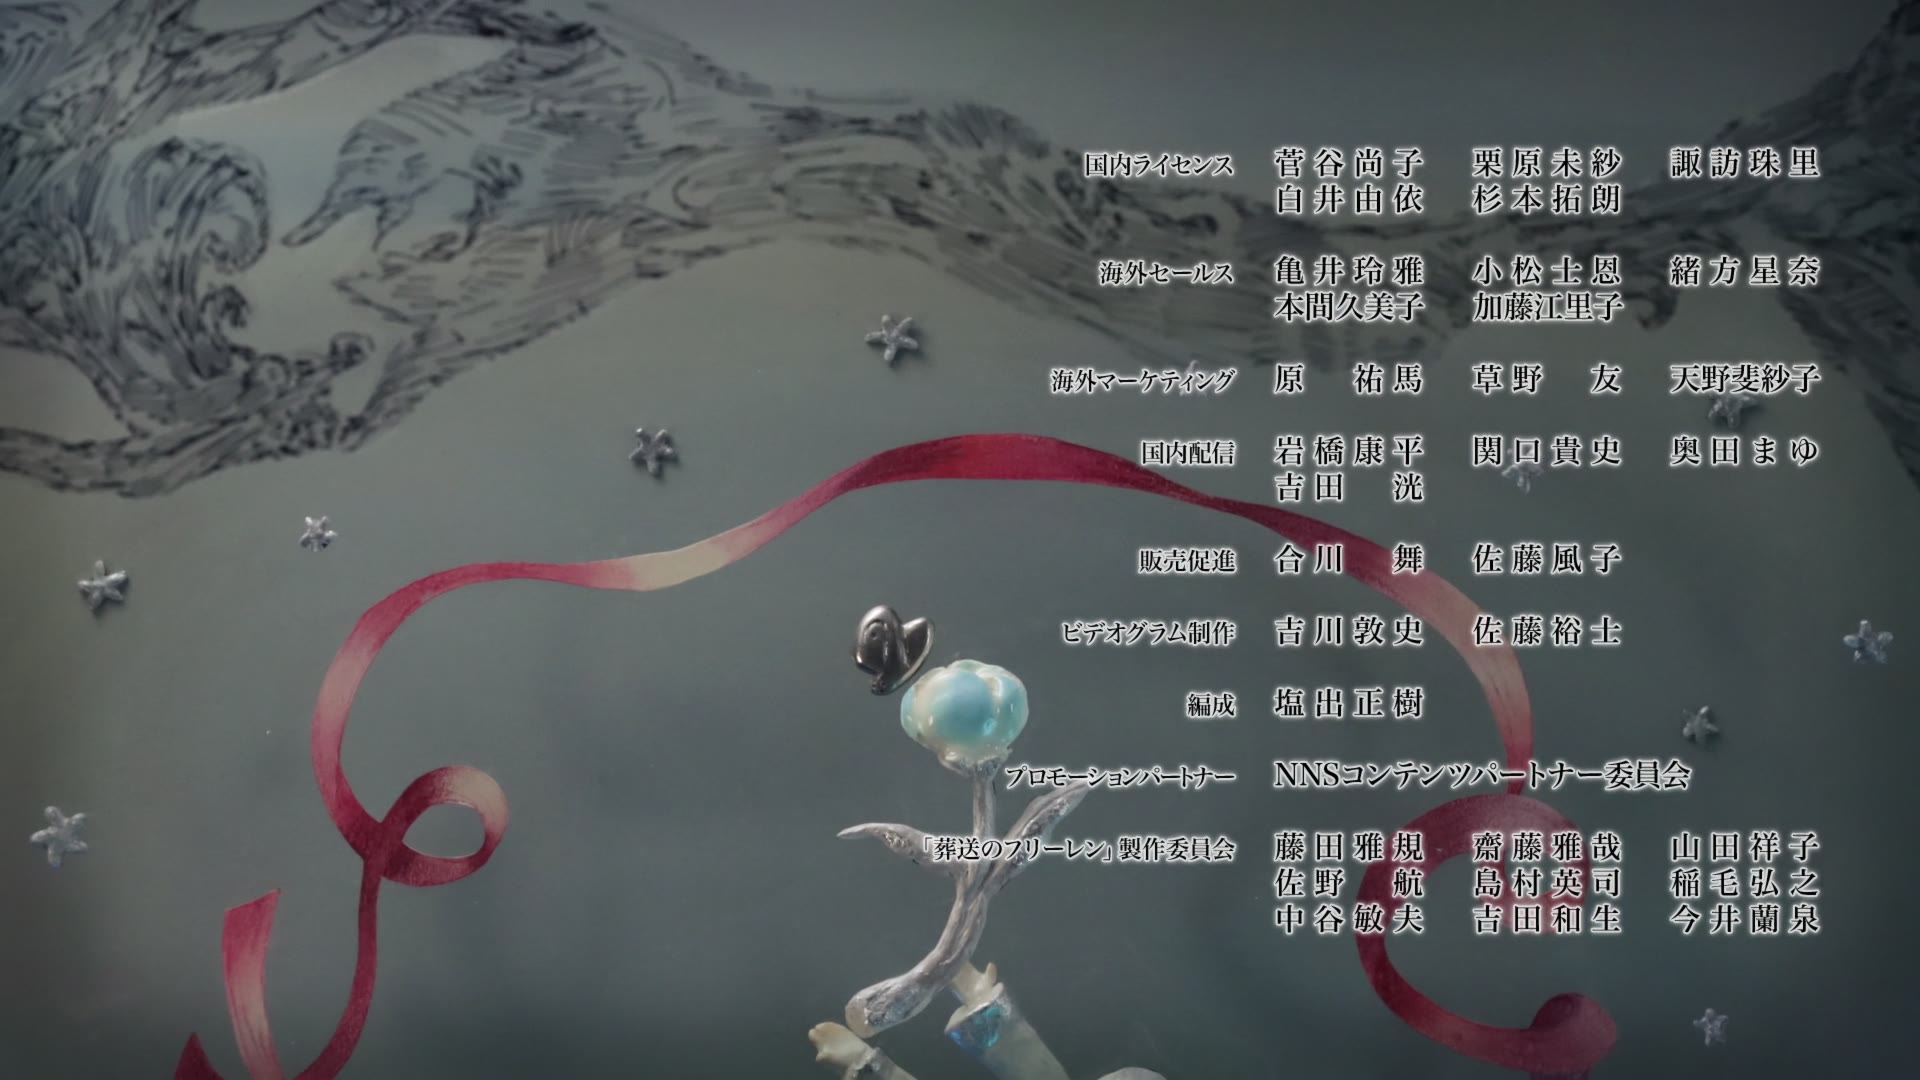 国内ライセンス 菅谷尚子 栗原未紗 諏訪珠里
白井由依 杉本拓朗
海外セールス 亀井玲雅 小松士恩 緒方星奈
本間久美子 加藤江里子
海外マーケティング 原祐馬 草野友 天野斐紗子
国内配信 岩橋康平 関口貴史 奥田まゆ
吉田洸
販売促進 合川舞 佐藤風子
ビデオグラム制作 吉川敦史 佐藤裕士
編成 塩出正樹
プロモーションパートナー NNSコンテンツパートナー委員会
「葬送のフリーレン」製作委員会 藤田雅規 齋藤雅哉 山田祥子
佐野航 島村英司 稲毛弘之
中谷敏夫 吉田和生 今井蘭泉